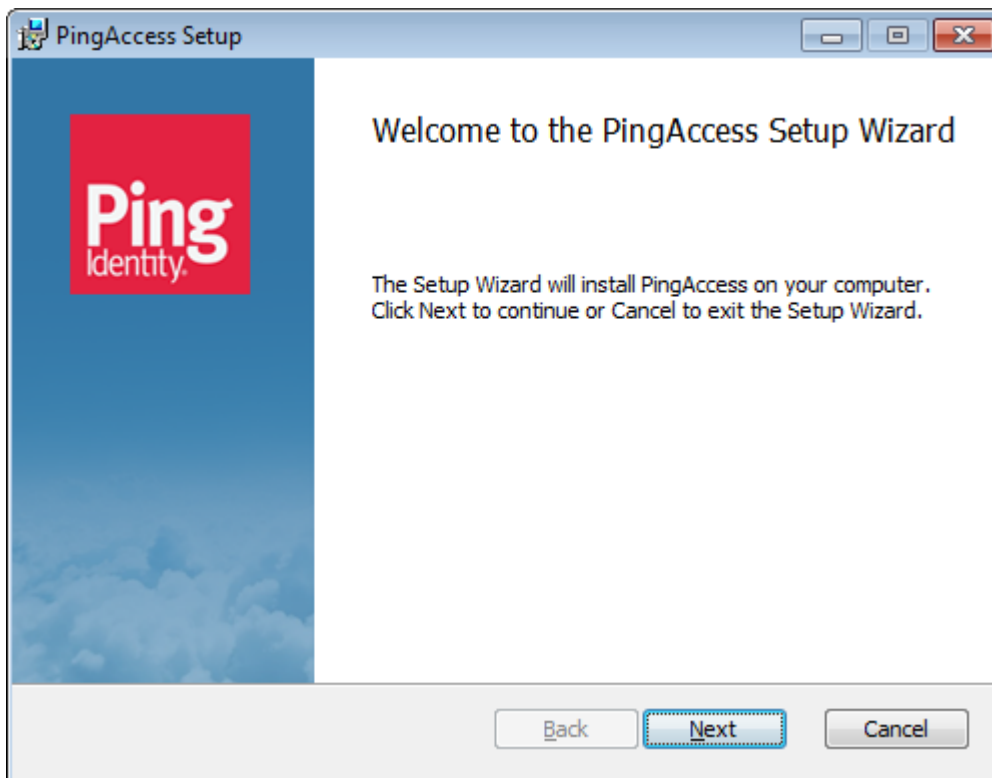 PingAccess Setup
Ping
Identity.
Welcome to the PingAccess Setup Wizard
The Setup Wizard will install PingAccess on your computer.
Click Next to continue or Cancel to exit the Setup Wizard.
Back
Next
Cancel